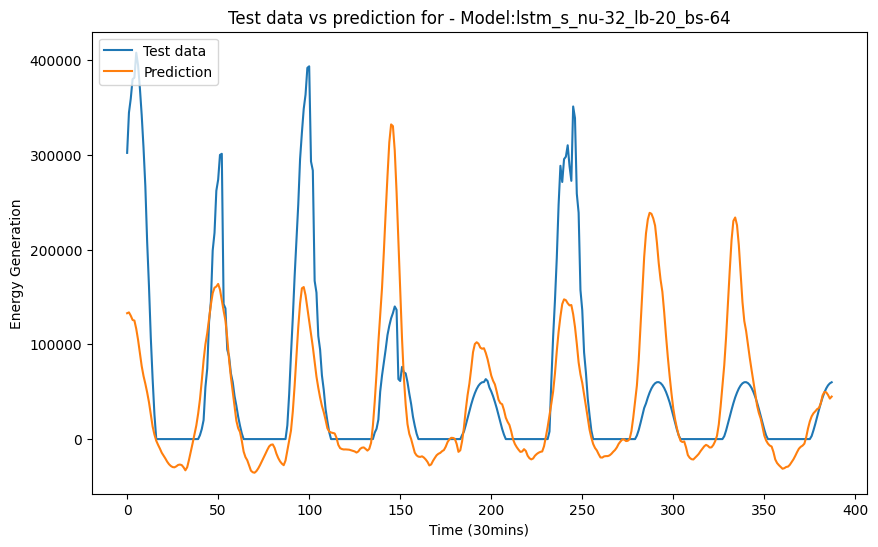 Test data vs prediction for - Model:lstm_s_nu-32_lb-20_bs-64
Test data
Prediction
Energy Generation
400000
300000
200000
100000
0
0
50
100
150
200
250
300
350
400
Time (30mins)